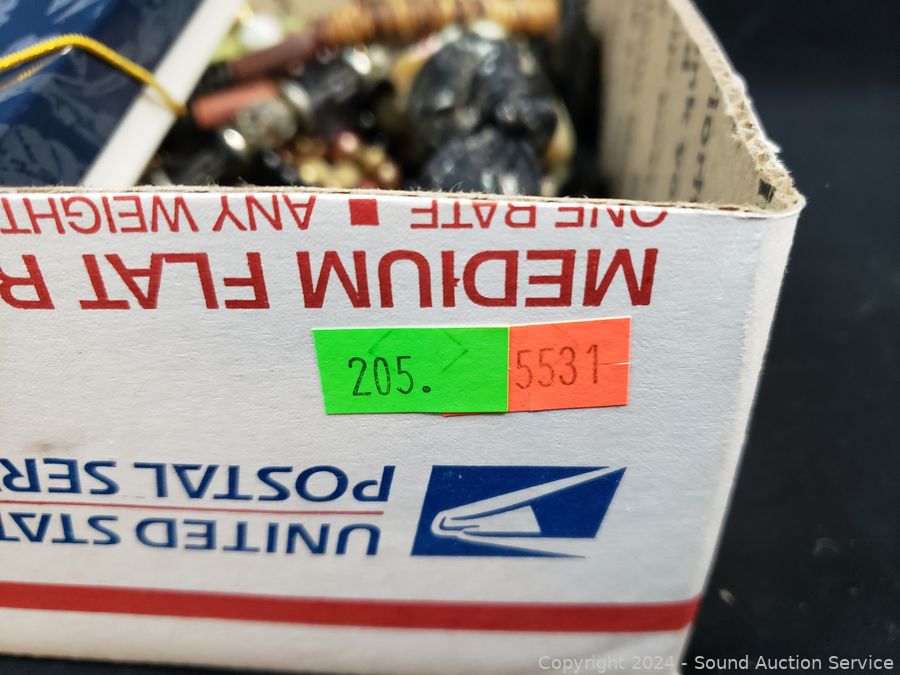 UNITED STAT
POSTAL SER
205. 5531
MEDIUM FLAT R
ONE RATE ■ ANY WEIGHT
Copyright 2024 - Sound Auction Service